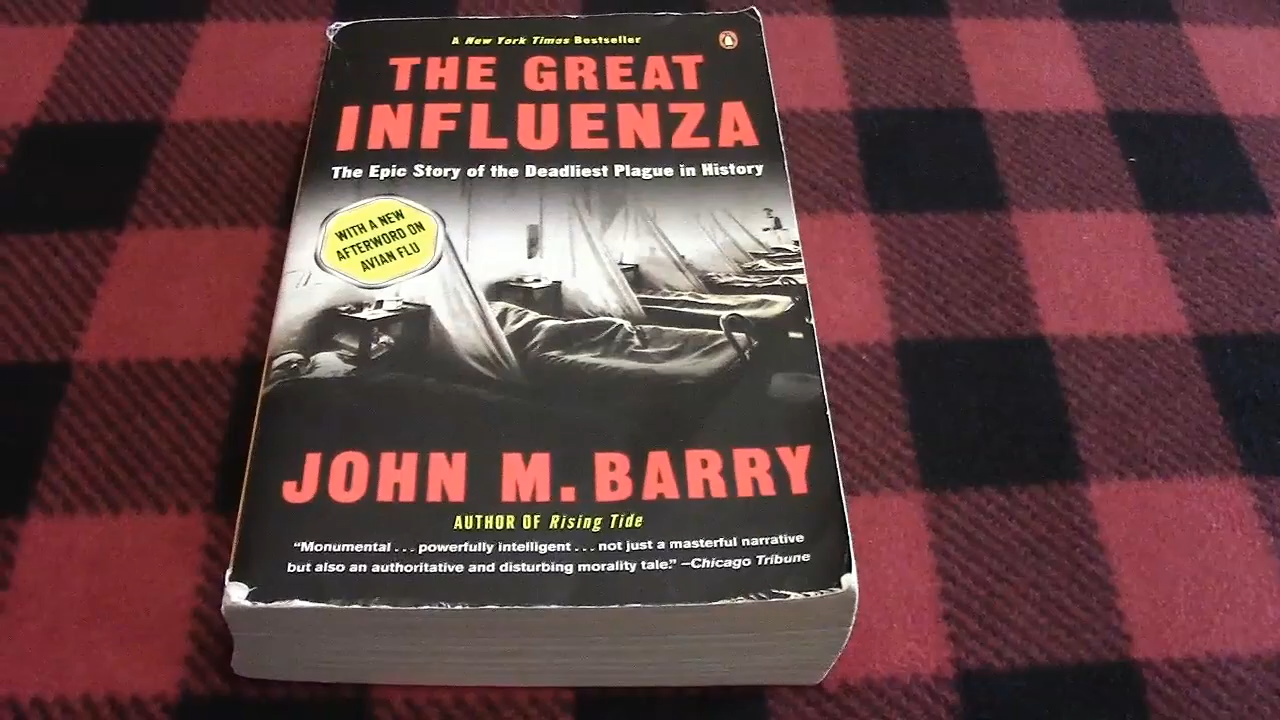 A New York Times Bestseller
THE GREAT
INFLUENZA
The Epic Story of the Deadliest Plague in History
WITH A NEW
AFTERWORD ON
AVIAN FLU
JOHN M. BARRY
AUTHOR OF Rising Tide
“Monumental . . . powerfully intelligent . . . not just a masterful narrative
but also an authoritative and disturbing morality tale.” —Chicago Tribune